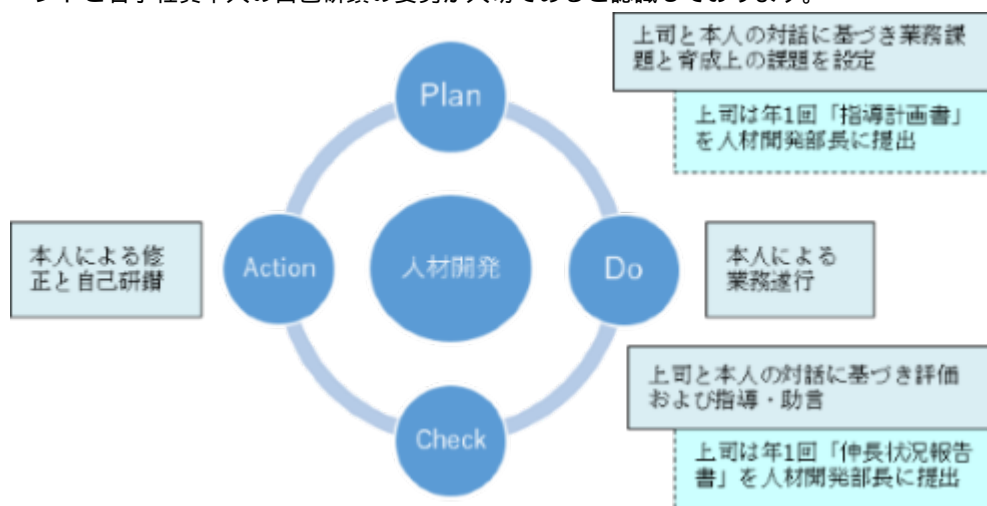 上司と本人の対話に基づき業務課
題と育成上の課題を設定
上司は年1回「指導計画書」
を人材開発部長に提出
Plan
本人による修
正と自己研鑽
Action
人材開発
Do
本人による
業務遂行
上司と本人の対話に基づき評価
および指導・助言
Check
上司は年1回「伸長状況報告
書」を人材開発部長に提出